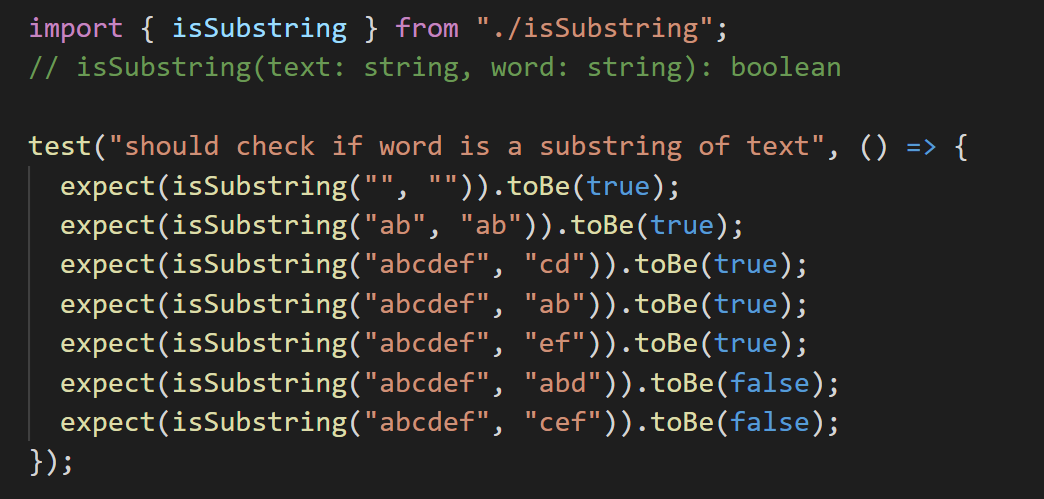 import { isSubstring } from "./isSubstring";
// isSubstring(text: string, word: string): boolean
test("should check if word is a substring of text", () => {
expect(isSubstring("", "")).toBe(true);
expect(isSubstring("ab", "ab")).toBe(true);
expect(isSubstring("abcdef", "cd")).toBe(true);
expect(isSubstring("abcdef", "ab")).toBe(true);
expect(isSubstring("abcdef", "ef")).toBe(true);
expect(isSubstring("abcdef", "abd")).toBe(false);
expect(isSubstring("abcdef", "cef")).toBe(false);
});